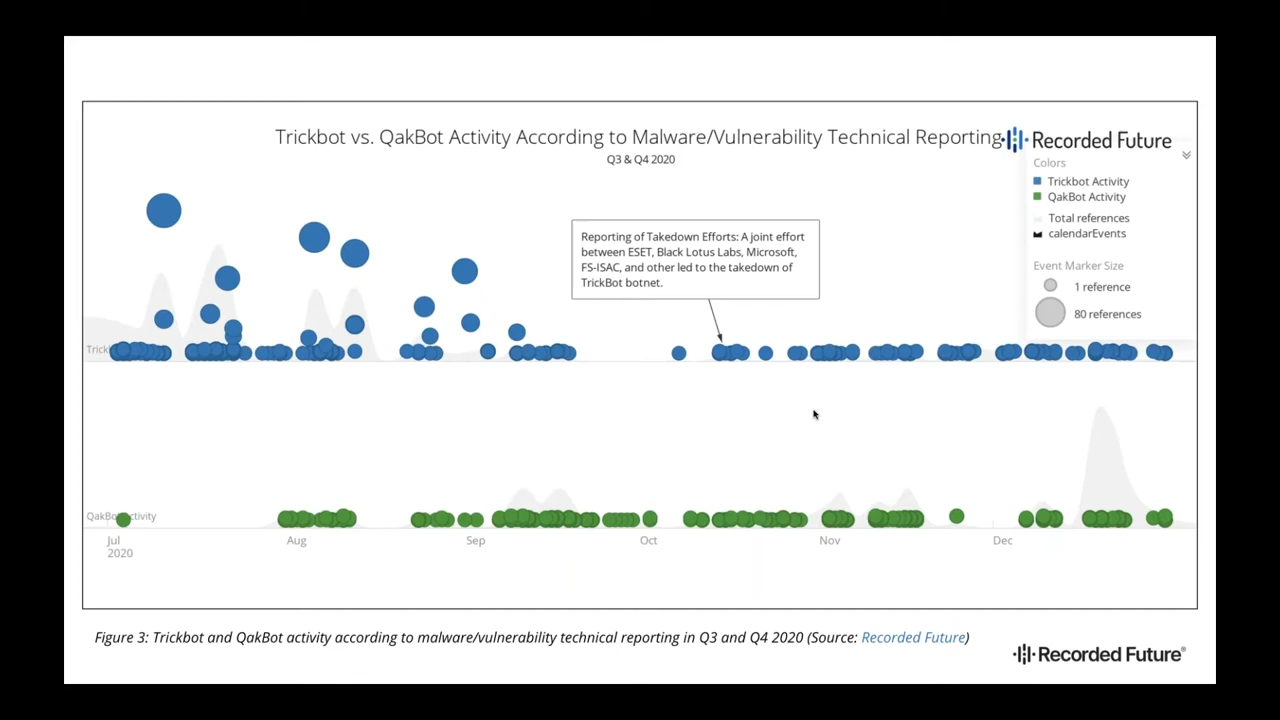 Trickbot vs. QakBot Activity According to Malware/Vulnerability Technical Reporting
Q3 & Q4 2020
Recorded Future
Colors
Trickbot Activity
QakBot Activity
Total references
calendarEvents
Event Marker Size
1 reference
80 references
Reporting of Takedown Efforts: A joint effort
between ESET, Black Lotus Labs, Microsoft,
FS-ISAC, and other led to the takedown of
TrickBot botnet.
Jul
2020
Aug
Sep
Oct
Nov
Dec
Figure 3: Trickbot and QakBot activity according to malware/vulnerability technical reporting in Q3 and Q4 2020 (Source: Recorded Future)
Recorded Future®